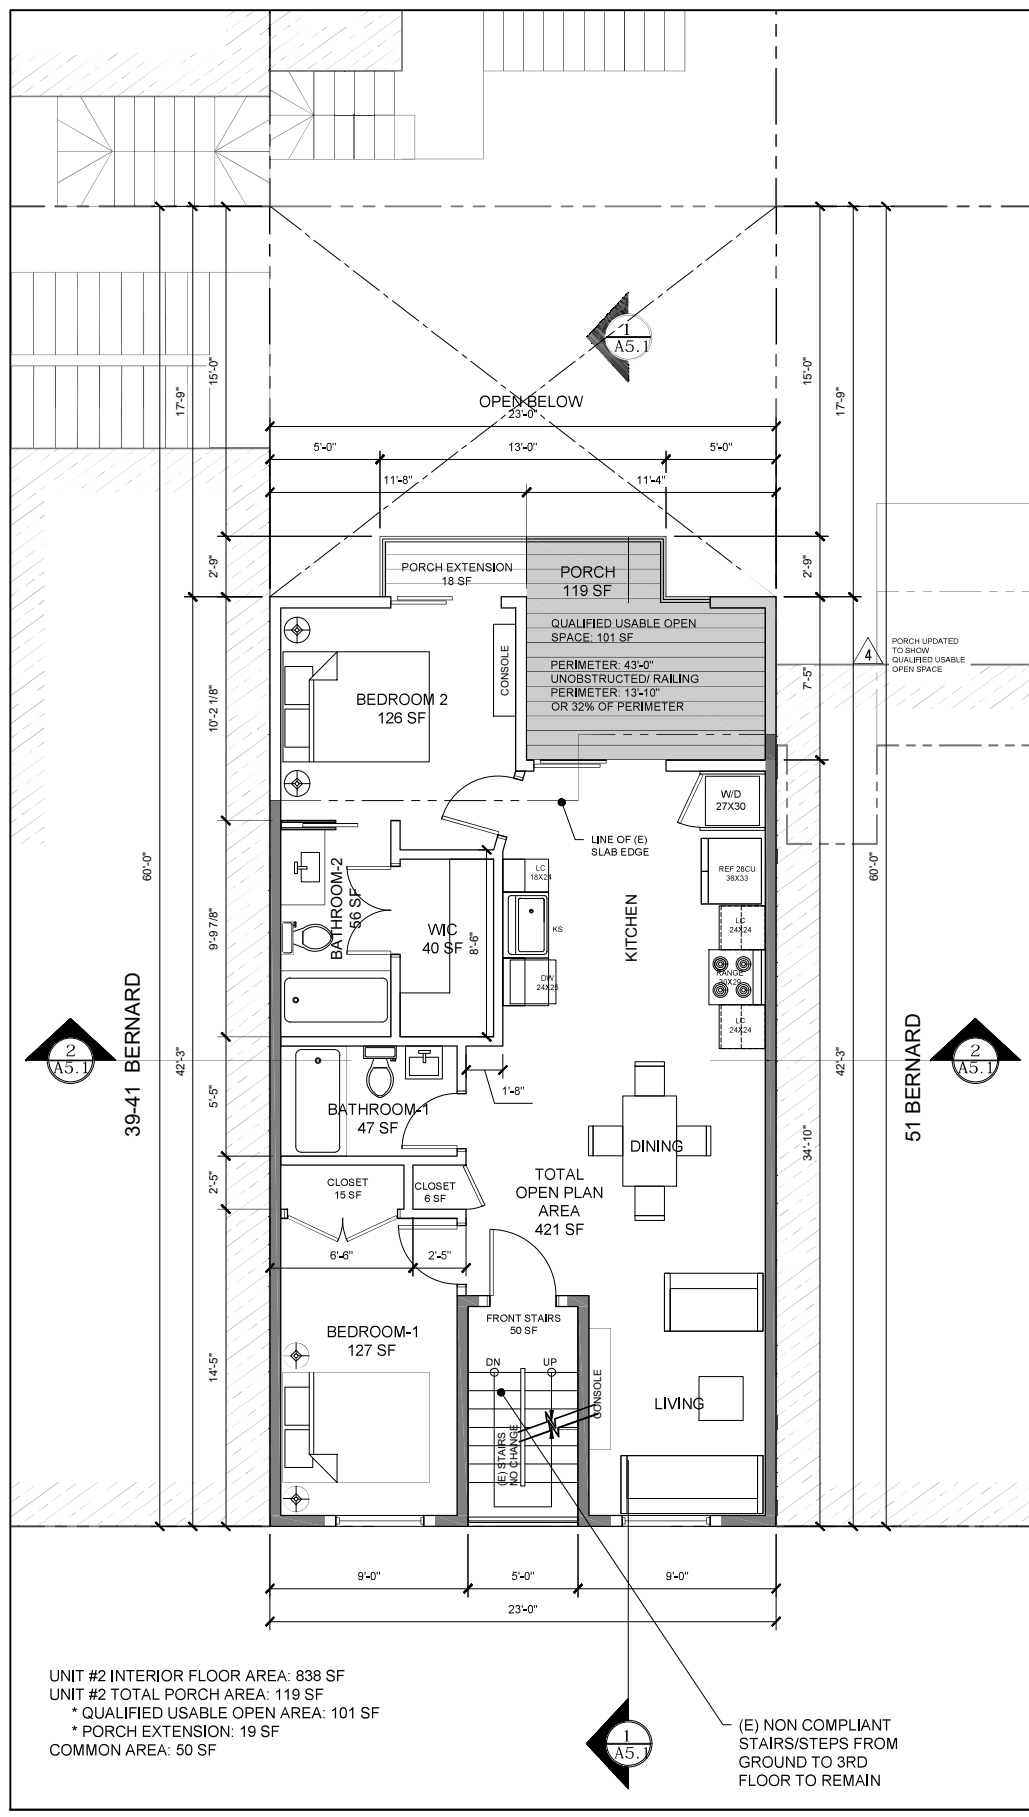 1
A5.1
15'-0"
17'-9"
15'-0"
17'-9"
OPEN BELOW
23'-0"
5'-0"
13'-0"
5'-0"
11'-8"
11'-4"
2'-9"
2'-9"
PORCH EXTENSION
18 SF
PORCH
119 SF
QUALIFIED USABLE OPEN
SPACE: 101 SF
PERIMETER: 43'-0"
UNOBSTRUCTED/ RAILING
PERIMETER: 13'-10"
OR 32% OF PERIMETER
4
PORCH UPDATED
TO SHOW
QUALIFIED USABLE
OPEN SPACE
CONSOLE
BEDROOM 2
126 SF
10'-2 1/8"
7'-5"
W/D
27X30
LINE OF (E)
SLAB EDGE
60'-0"
60'-0"
LC
18X24
REF 28CU
36X33
BATHROOM-2
56 SF
WIC
40 SF
8'-6"
KS
KITCHEN
LC
24X24
9'-9 7/8"
DW
24X25
RANGE
30X29
LC
24X24
39-41 BERNARD
51 BERNARD
2
A5.1
2
A5.1
42'-3"
42'-3"
5'-5"
1'-8"
BATHROOM-1
47 SF
DINING
34'-10"
2'-5"
CLOSET
15 SF
CLOSET
6 SF
TOTAL
OPEN PLAN
AREA
421 SF
6'-6"
2'-5"
FRONT STAIRS
50 SF
BEDROOM-1
127 SF
14'-5"
DN
UP
CONSOLE
LIVING
(E) STAIRS
NO CHANGE
9'-0"
5'-0"
9'-0"
23'-0"
UNIT #2 INTERIOR FLOOR AREA: 838 SF
UNIT #2 TOTAL PORCH AREA: 119 SF
* QUALIFIED USABLE OPEN AREA: 101 SF
* PORCH EXTENSION: 19 SF
COMMON AREA: 50 SF
1
A5.1
(E) NON COMPLIANT
STAIRS/STEPS FROM
GROUND TO 3RD
FLOOR TO REMAIN